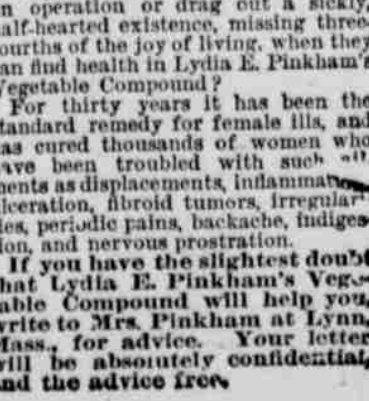 n operation or drag out a sickly,
alf-hearted existence, missing three
ourths of the joy of living, when they
an find health in Lydia E. Pinkham's
egetable Compound?
For thirty years it has been the
tandard remedy for female ills, and
as cured thousands of women who
ave been troubled with such
ments as displacements, inflammat
lceration, fibroid tumors, irregular
ies, periodic pains, backache, indiges
ion, and nervous prostration.
If you have the slightest doubt
hat Lydia E. Pinkham's Veg
able Compound will help you,
write to Mrs. Pinkham at Lynn,
Mass., for advice. Your letter
will be absolutely confidential,
and the advice free.